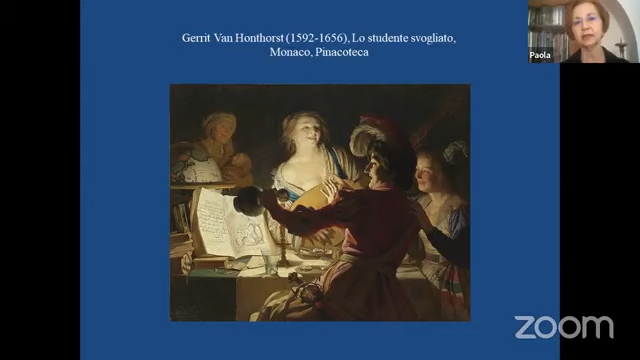 Gerrit Van Honthorst (1592-1656), Lo studente svogliato,
Monaco, Pinacoteca
Paola
zoom